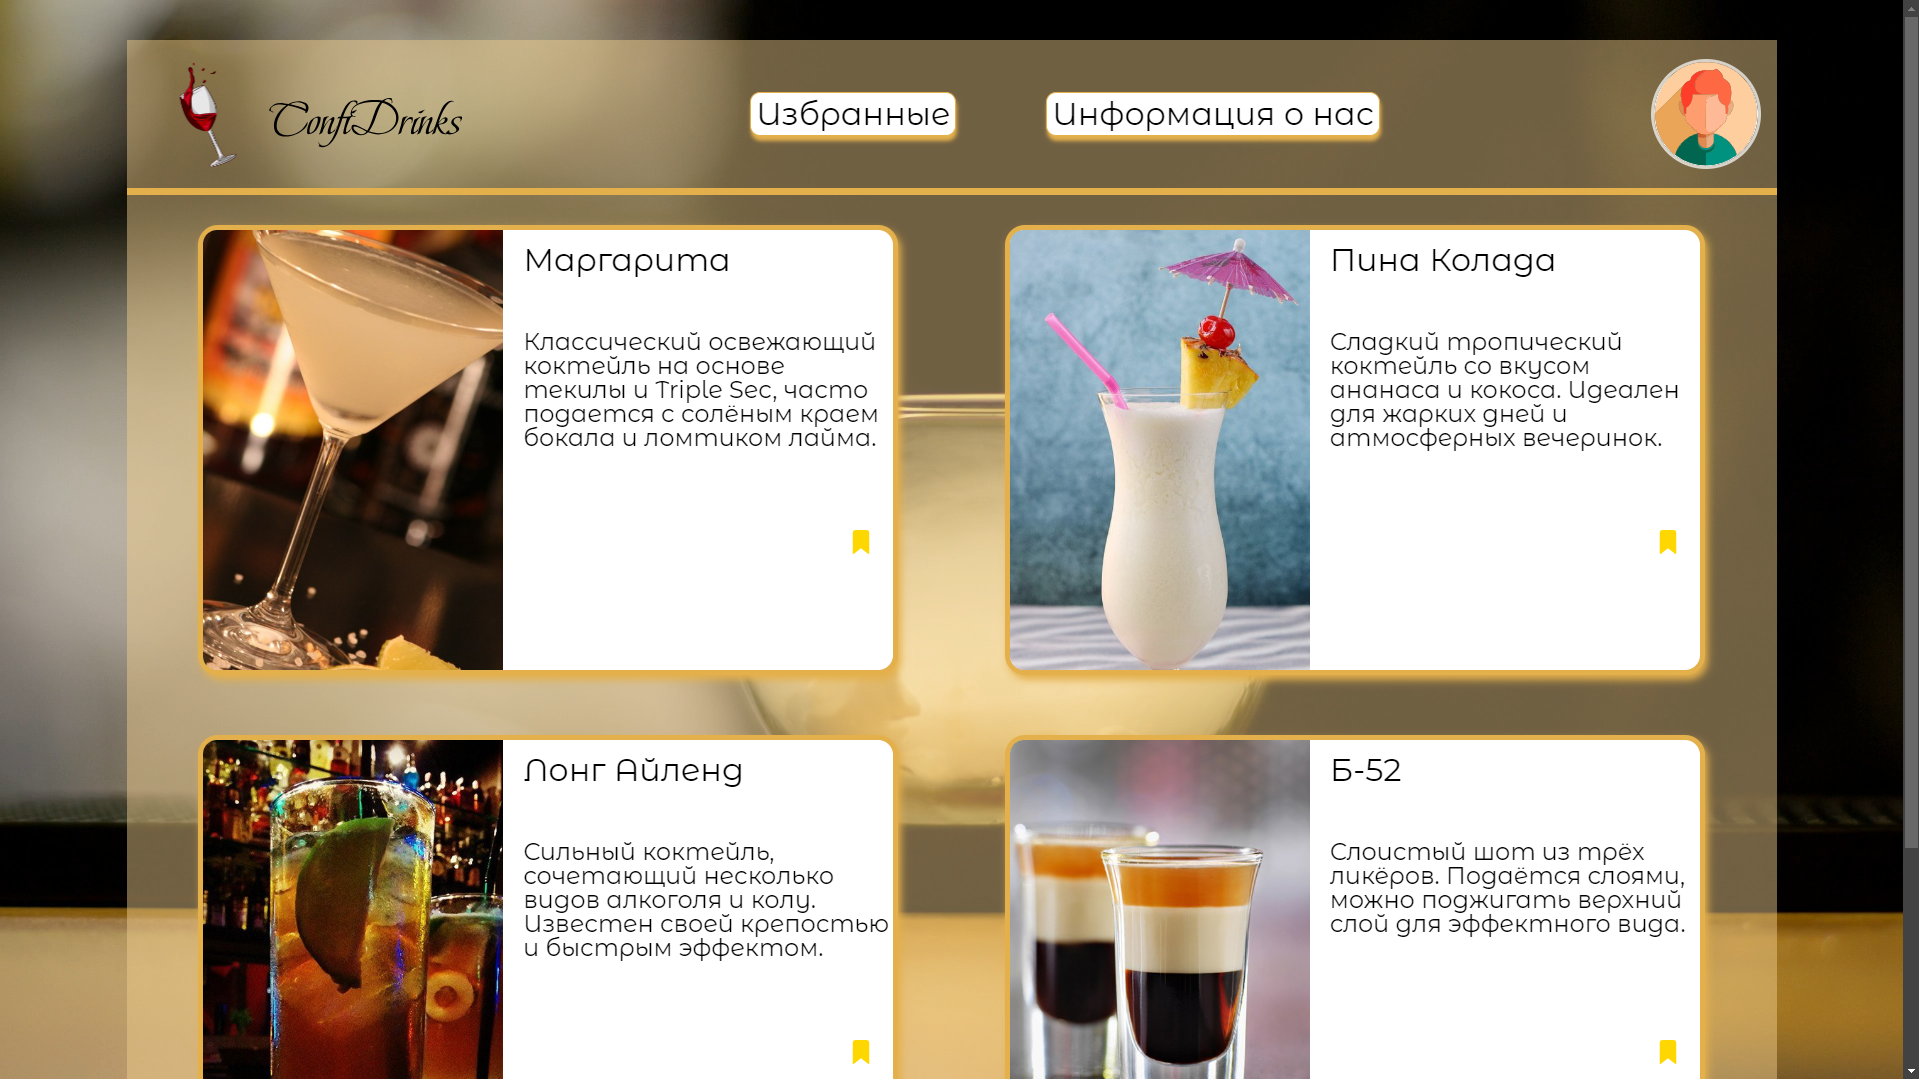 ConfiDrinks
Избранные
Информация о нас
Маргарита
Классический освежающий
коктейль на основе
текилы и Triple Sec, часто
подается с солёным краем
бокала и ломтиком лайма.
Пина Колада
Сладкий тропический
коктейль со вкусом
ананаса и кокоса. Идеален
для жарких дней и
атмосферных вечеринок.
Лонг Айленд
Сильный коктейль,
сочетающий несколько
видов алкоголя и колу.
Известен своей крепостью
и быстрым эффектом.
Б-52
Слоистый шот из трёх
ликёров. Подаётся слоями,
можно поджигать верхний
слой для эффектного вида.